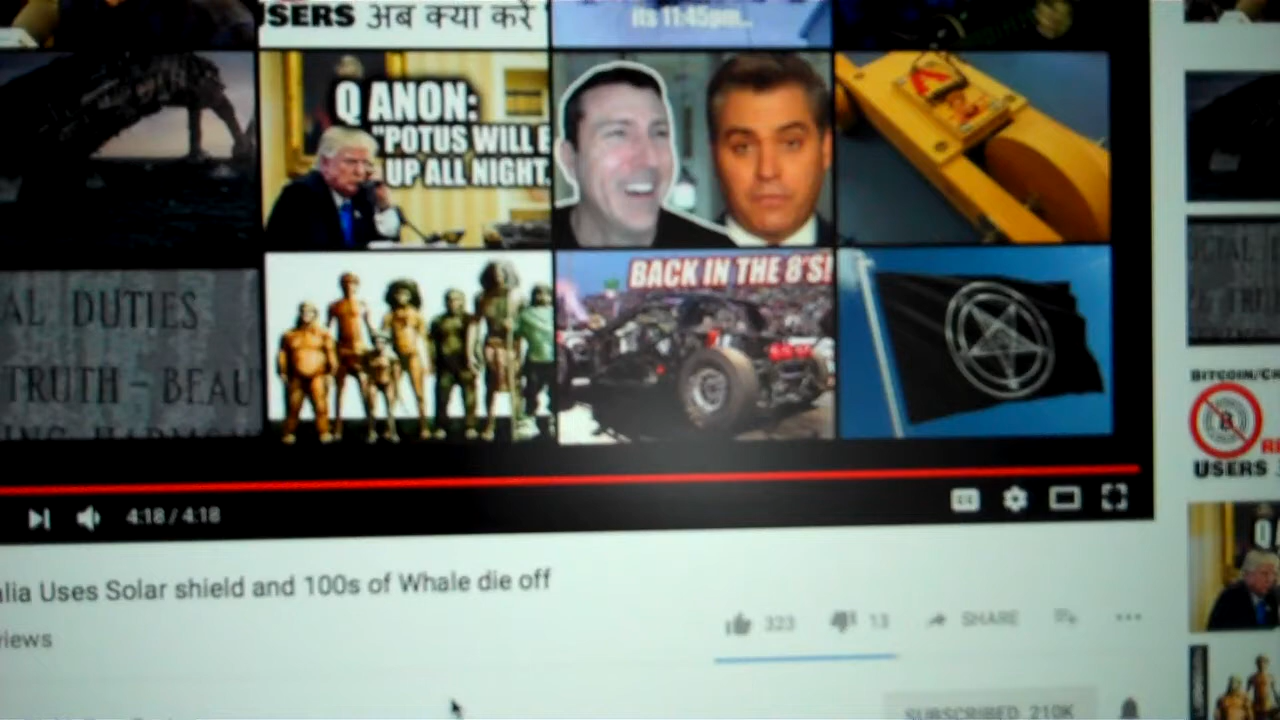 USERS अब क्या करें
its 11:45pm..
Q ANON:
"POTUS WILL B
UP ALL NIGHT.
AL DUTIES
TRUTH - BEAU
BACK IN THE 8'S!
BITCOIN/C
B
USERS
4:18 / 4:18
CC
alia Uses Solar shield and 100s of Whale die off
views
323
13
SHARE
SUBSCRIBED 210K